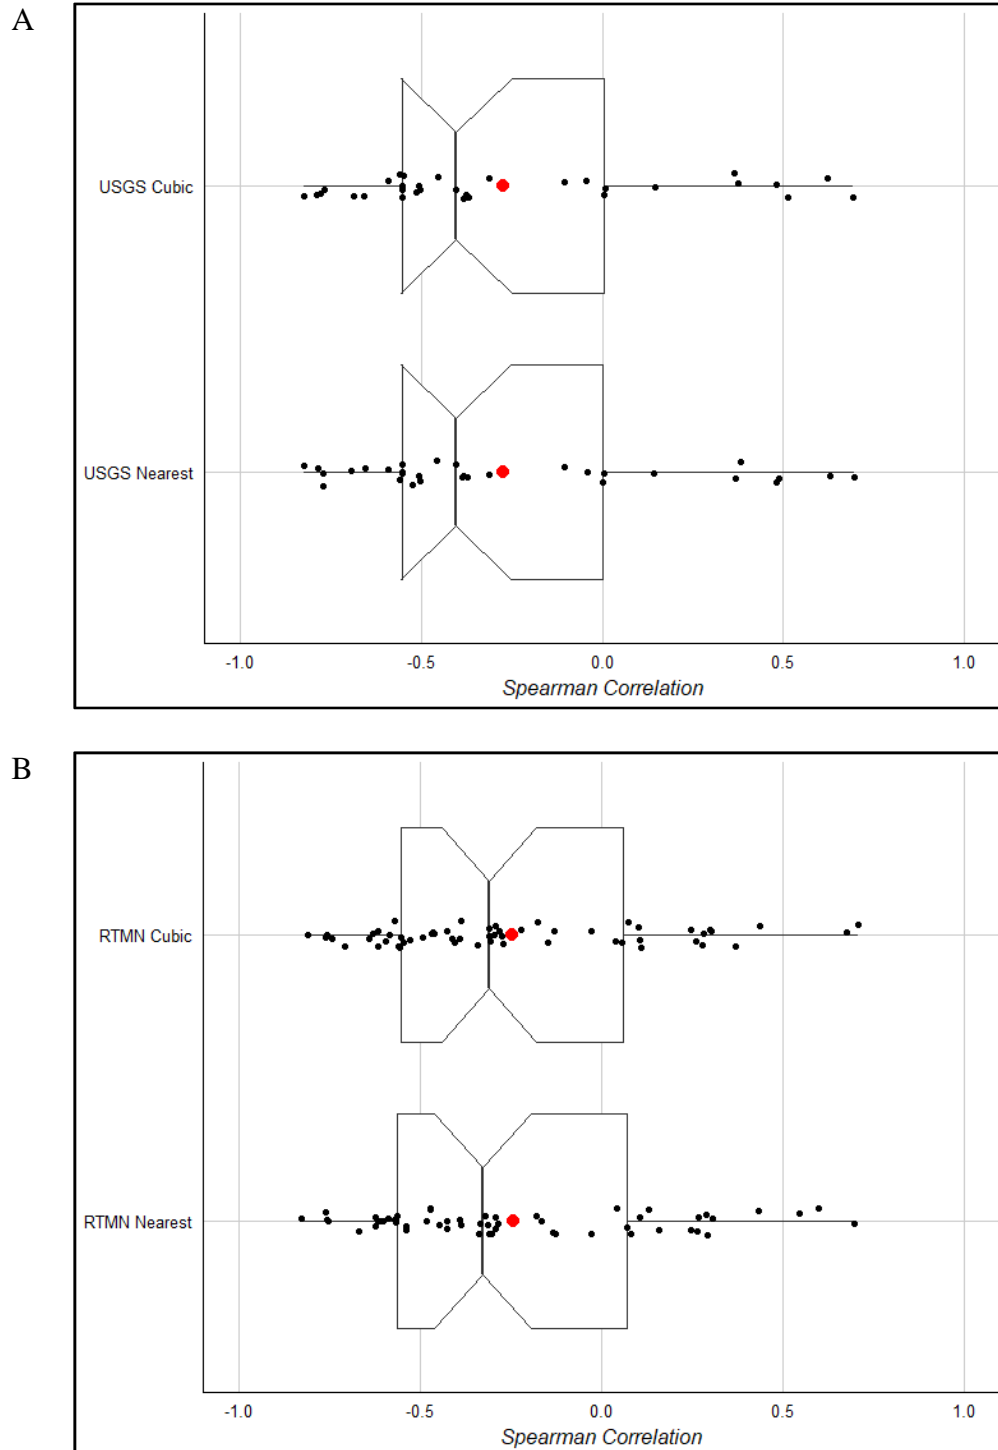 A
USGS Cubic
USGS Nearest
-1.0 -0.5 0.0 0.5 1.0
Spearman Correlation
B
RTMN Cubic
RTMN Nearest
-1.0 -0.5 0.0 0.5 1.0
Spearman Correlation